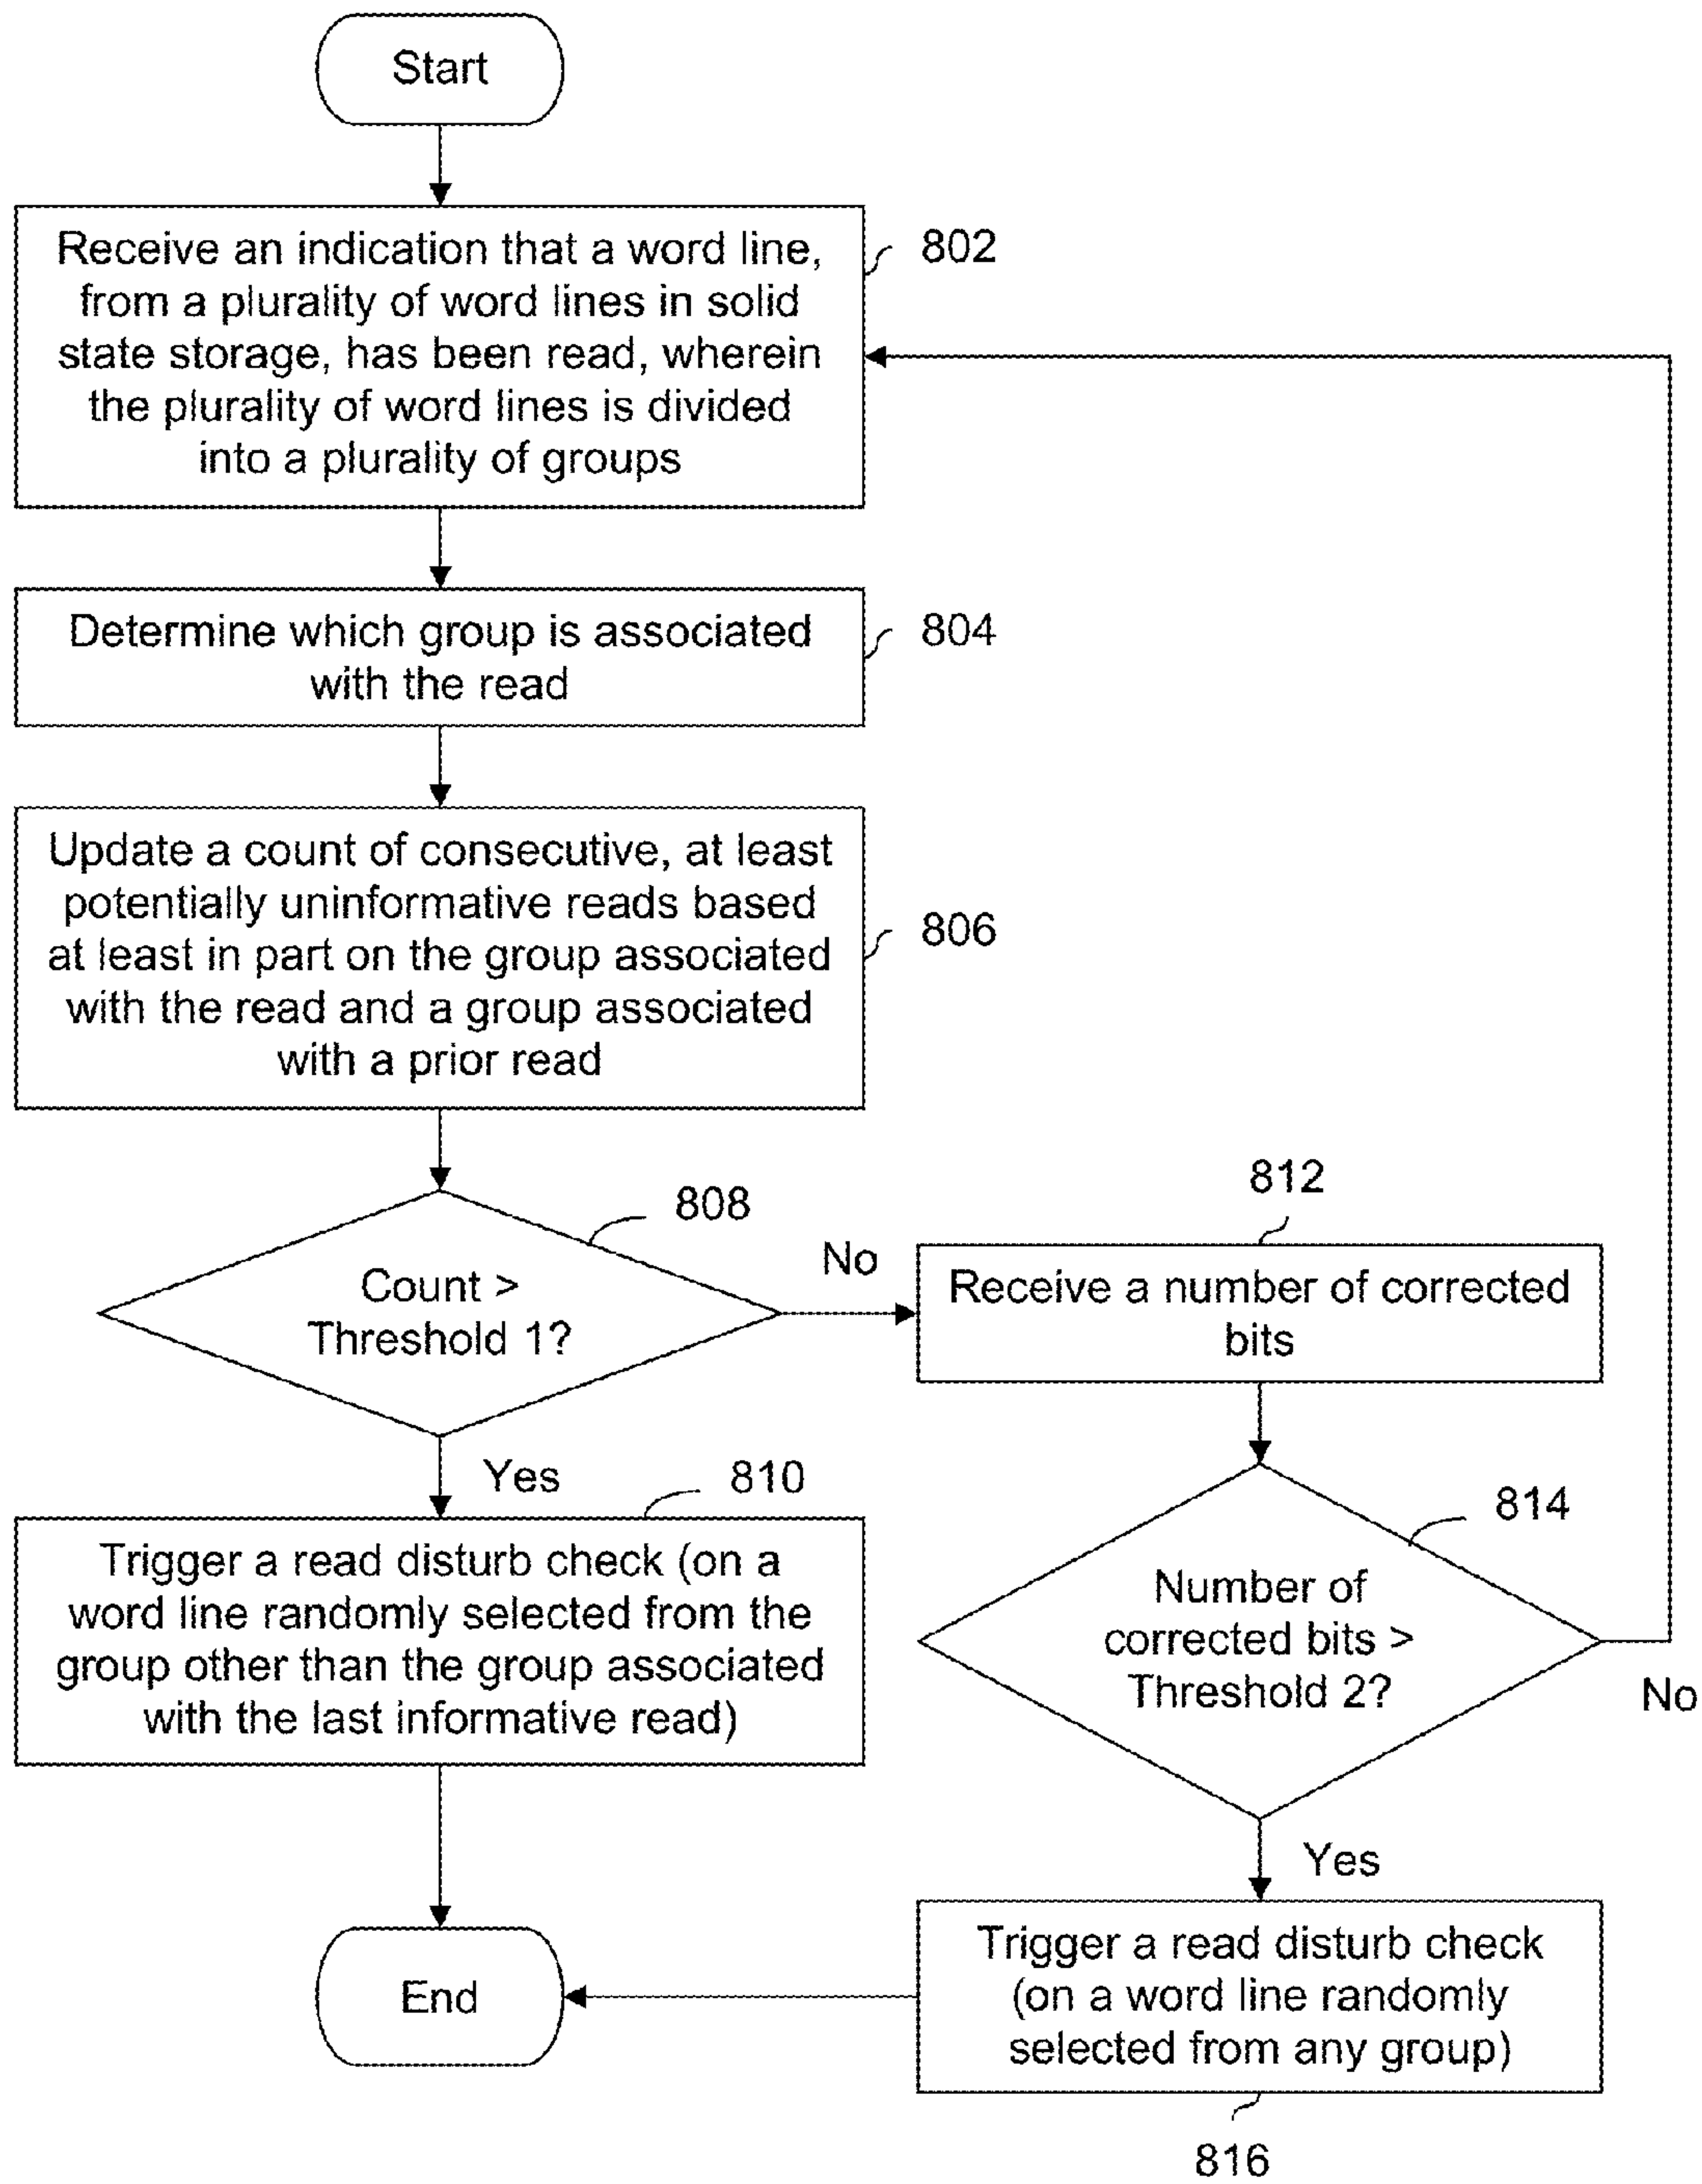 Start
Receive an indication that a word line,
from a plurality of word lines in solid
state storage, has been read, wherein
the plurality of word lines is divided
into a plurality of groups
802
Determine which group is associated
with the read
804
Update a count of consecutive, at least
potentially uninformative reads based
at least in part on the group associated
with the read and a group associated
with a prior read
806
808
Count >
Threshold 1?
No
812
Receive a number of corrected
bits
Yes
810
Trigger a read disturb check (on a
word line randomly selected from the
group other than the group associated
with the last informative read)
814
Number of
corrected bits >
Threshold 2?
No
Yes
Trigger a read disturb check
(on a word line randomly
selected from any group)
816
End